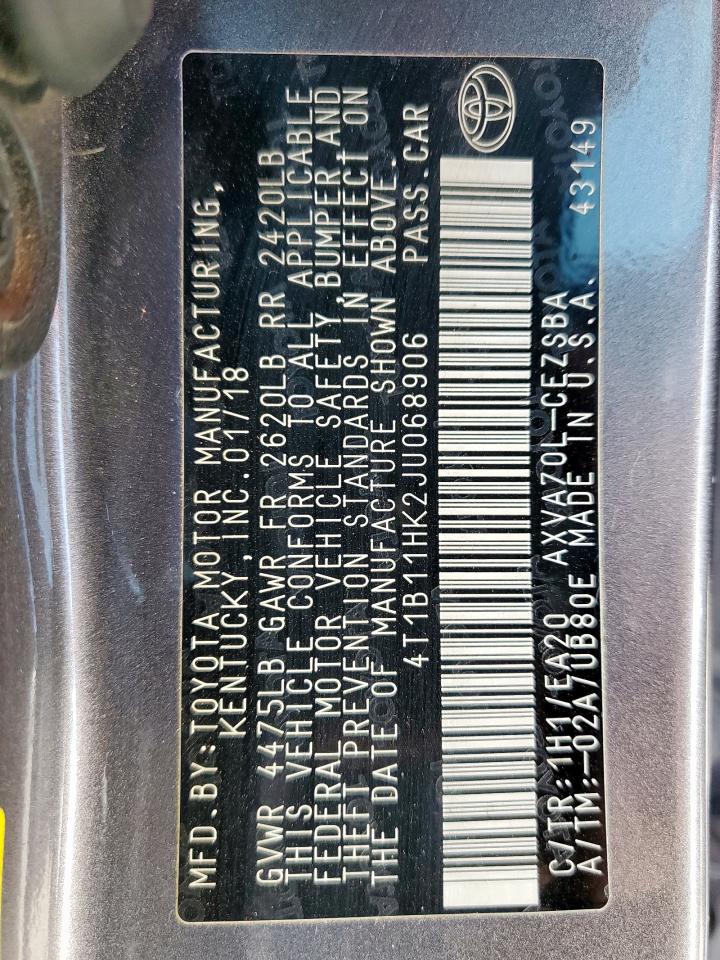 MFD.BY:TOYOTA MOTOR MANUFACTURING,
KENTUCKY,INC.01/18
GVWR 4475LB GAWR FR 2620LB RR 2420LB
THIS VEHICLE CONFORMS TO ALL APPLICABLE
FEDERAL MOTOR VEHICLE SAFETY,BUMPER AND
THEFT PREVENTION STANDARDS IN EFFECT ON
THE DATE OF MANUFACTURE SHOWN ABOVE.
4T1B11HK2JU068906 PASS.CAR
C/TR:1H1/EA20 AXVA70L-CEZSBA
A/TM:-02A/UB80E MADE IN U.S.A. 43149